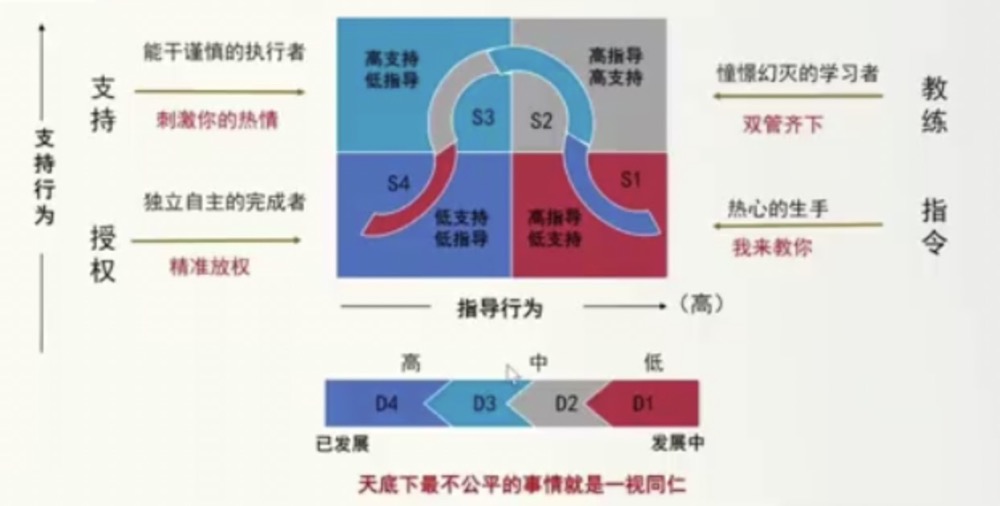 能干谨慎的执行者
支持
刺激你的热情
高支持
低指导
高指导
高支持
憧憬幻灭的学习者
教练
双管齐下
S3
S2
支持行为
S4
S1
独立自主的完成者
授权
精准放权
低支持
低指导
高指导
低支持
热心的生手
指令
我来教你
指导行为
（高）
高
中
低
D4
D3
D2
D1
已发展
发展中
天底下最不公平的事情就是一视同仁